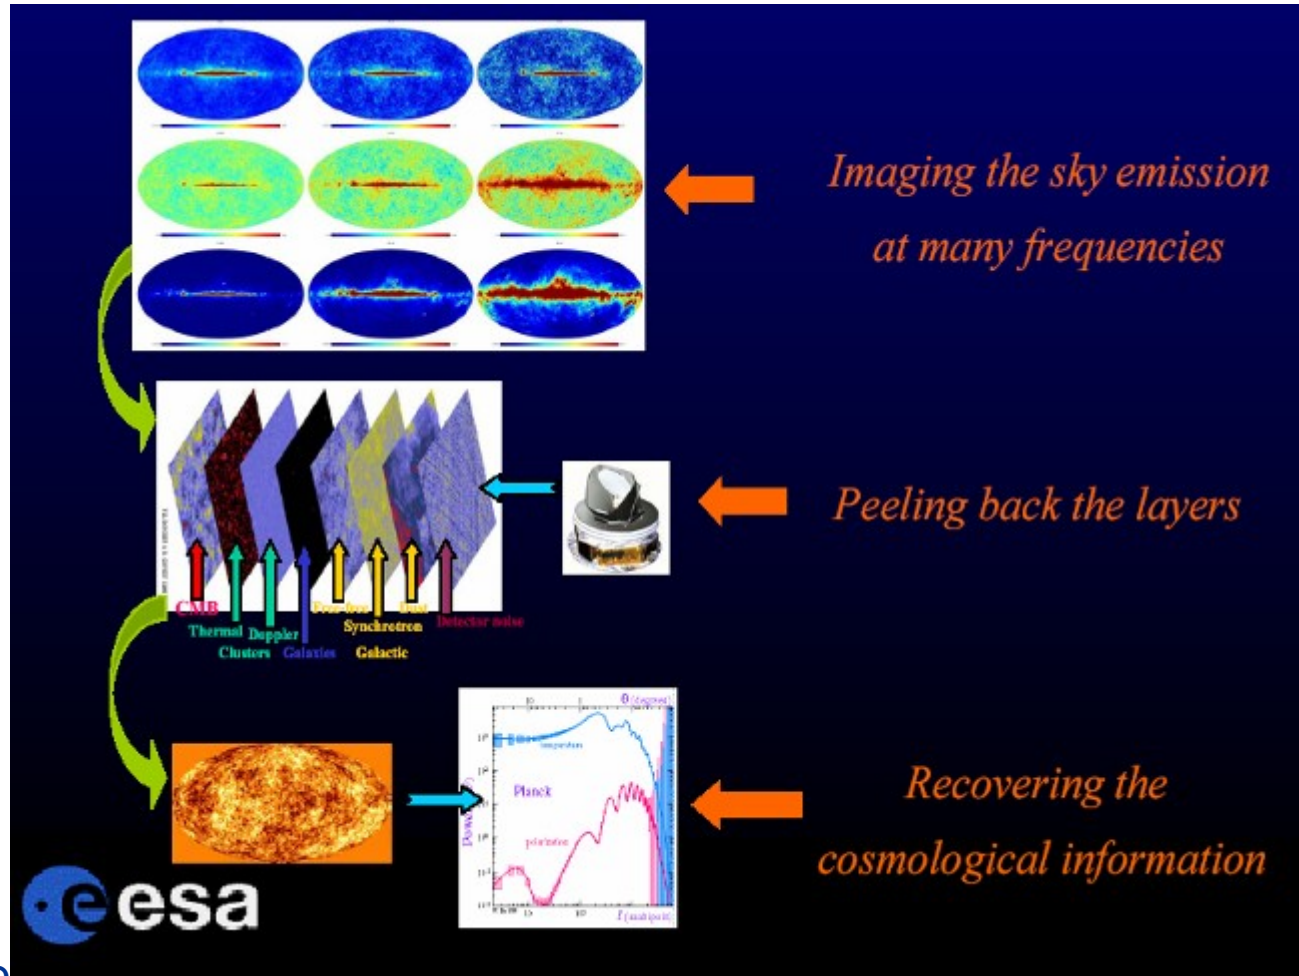 Imaging the sky emission
at many frequencies
Peeling back the layers
CMB
Free-free
Dust
Detector noise
Thermal
Doppler
Synchrotron
Clusters
Galaxies
Galactic
Θ (degrees)
temperature
Planck
polarisation
l (multipole)
Recovering the
cosmological information
esa